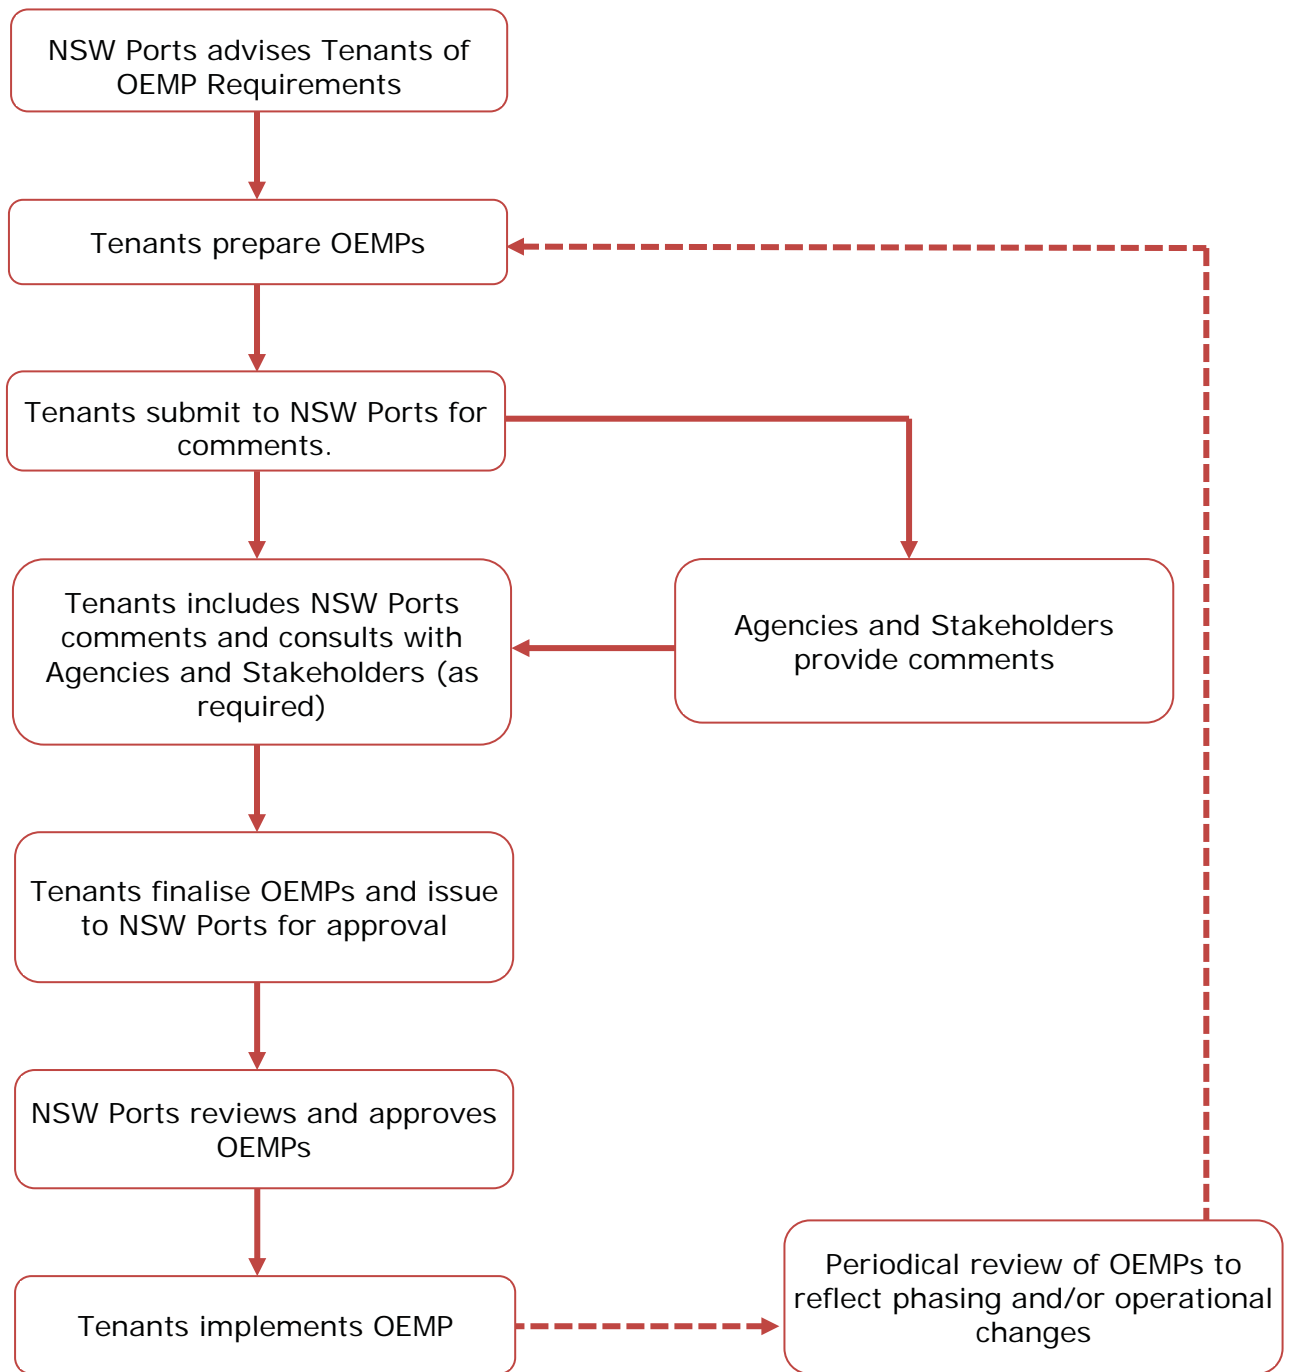 NSW Ports advises Tenants of
OEMP Requirements
Tenants prepare OEMPs
Tenants submit to NSW Ports for
comments.
Tenants includes NSW Ports
comments and consults with
Agencies and Stakeholders (as
required)
Agencies and Stakeholders
provide comments
Tenants finalise OEMPs and issue
to NSW Ports for approval
NSW Ports reviews and approves
OEMPs
Tenants implements OEMP
Periodical review of OEMPs to
reflect phasing and/or operational
changes